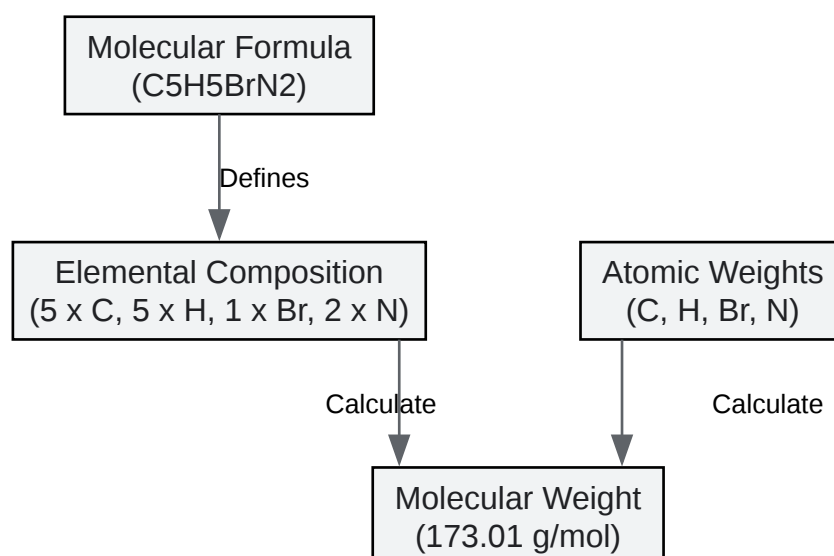 Molecular Formula
(C5H5BrN2)
Defines
Elemental Composition
(5 x C, 5 x H, 1 x Br, 2 x N)
Atomic Weights
(C, H, Br, N)
Calculate
Calculate
Molecular Weight
(173.01 g/mol)